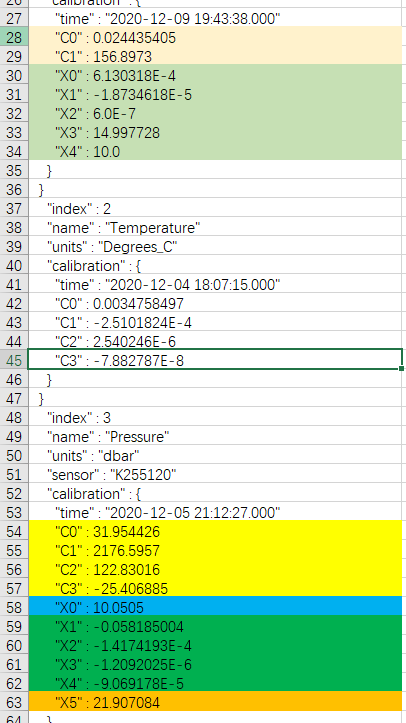 26 "calibration" : {
27 "time" : "2020-12-09 19:43:38.000"
28 "C0" : 0.024435405
29 "C1" : 156.8973
30 "X0" : 6.130318E-4
31 "X1" : -1.8734618E-5
32 "X2" : 6.0E-7
33 "X3" : 14.997728
34 "X4" : 10.0
35 }
36 }
37 "index" : 2
38 "name" : "Temperature"
39 "units" : "Degrees_C"
40 "calibration" : {
41 "time" : "2020-12-04 18:07:15.000"
42 "C0" : 0.0034758497
43 "C1" : -2.5101824E-4
44 "C2" : 2.540246E-6
45 "C3" : -7.882787E-8
46 }
47 }
48 "index" : 3
49 "name" : "Pressure"
50 "units" : "dbar"
51 "sensor" : "K255120"
52 "calibration" : {
53 "time" : "2020-12-05 21:12:27.000"
54 "C0" : 31.954426
55 "C1" : 2176.5957
56 "C2" : 122.83016
57 "C3" : -25.406885
58 "X0" : 10.0505
59 "X1" : -0.058185004
60 "X2" : -1.4174193E-4
61 "X3" : -1.2092025E-6
62 "X4" : -9.069178E-5
63 "X5" : 21.907084
64 }